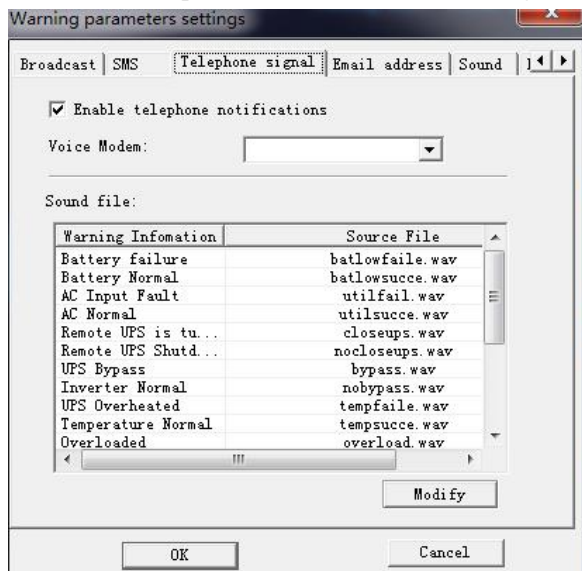 Warning parameters settings
Broadcast SMS Telephone signal Email address Sound
Enable telephone notifications
Voice Modem:
Sound file:
Warning Infomation Source File
Battery failure batlowfaile.wav
Battery Normal batlowsucce.wav
AC Input Fault utilfail.wav
AC Normal utilsucce.wav
Remote UPS is tu... closeups.wav
Remote UPS Shutd... nocloseups.wav
UPS Bypass bypass.wav
Inverter Normal nobypass.wav
UPS Overheated tempfaile.wav
Temperature Normal tempsucce.wav
Overloaded overload.wav
Modify
OK Cancel